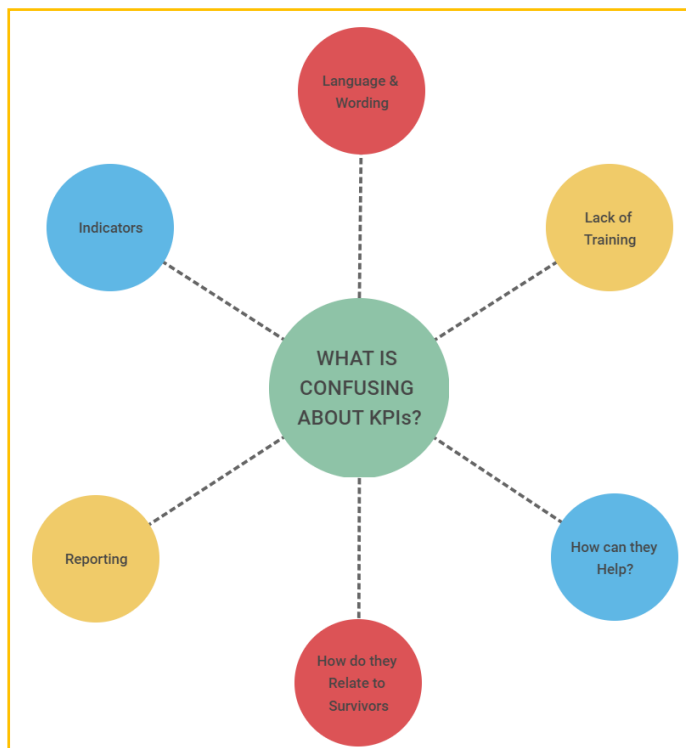 Language &
Wording
Lack of
Training
Indicators
WHAT IS
CONFUSING
ABOUT KPIs?
How can they
Help?
Reporting
How do they
Relate to
Survivors